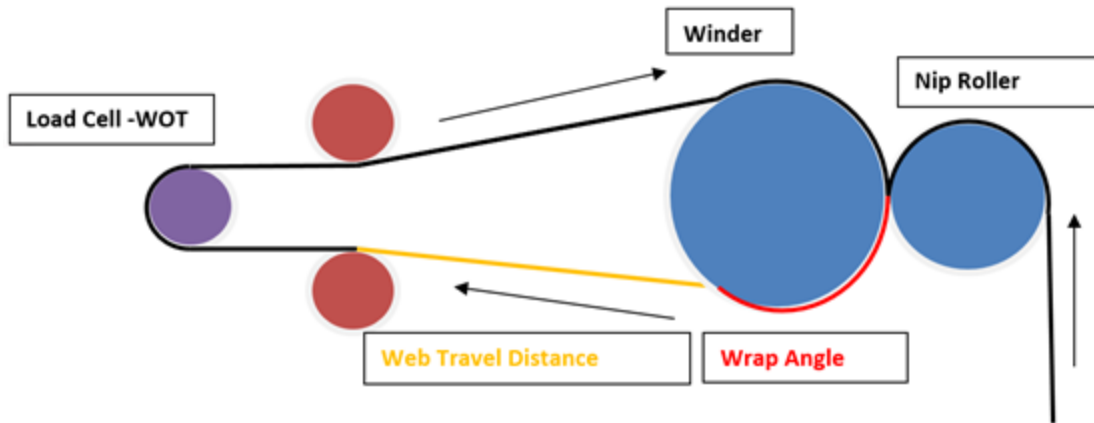 Winder
Nip Roller
Load Cell -WOT
Web Travel Distance
Wrap Angle